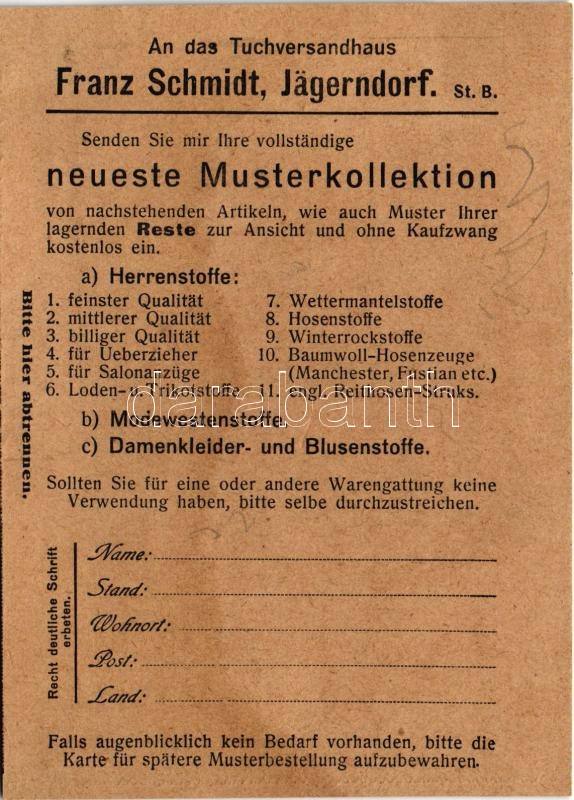 An das Tuchversandhaus
Franz Schmidt, Jägerndorf. St. B.
Senden Sie mir Ihre vollständige
neueste Musterkollektion
von nachstehenden Artikeln, wie auch Muster Ihrer
lagernden Reste zur Ansicht und ohne Kaufzwang
kostenlos ein.
a) Herrenstoffe:
1. feinster Qualität
2. mittlerer Qualität
3. billiger Qualität
4. für Ueberzieher
5. für Salonanzüge
6. Loden- u. Trikotstoffe
7. Wettermantelstoffe
8. Hosenstoffe
9. Winterrockstoffe
10. Baumwoll-Hosenzeuge
(Manchester, Fustian etc.)
11. engl. Reithosen-Struks.
b) Modewestenstoffe.
c) Damenkleider- und Blusenstoffe.
Sollten Sie für eine oder andere Warengattung keine
Verwendung haben, bitte selbe durchzustreichen.
Bitte hier abtrennen.
Recht deutliche Schrift
erbeten.
Name:
Stand:
Wohnort:
Post:
Land:
Falls augenblicklich kein Bedarf vorhanden, bitte die
Karte für spätere Musterbestellung aufzubewahren.
darabanth